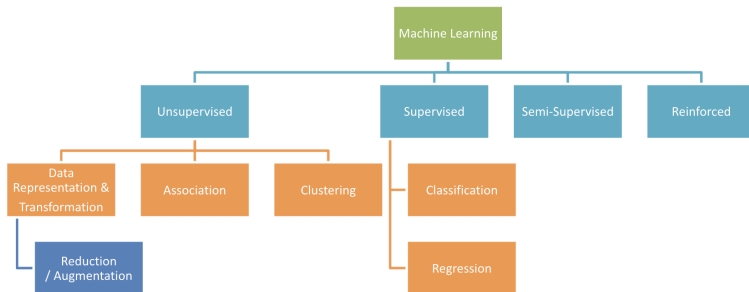 Machine Learning
Unsupervised
Supervised
Semi-Supervised
Reinforced
Data
Representation &
Transformation
Association
Clustering
Classification
Reduction
/ Augmentation
Regression